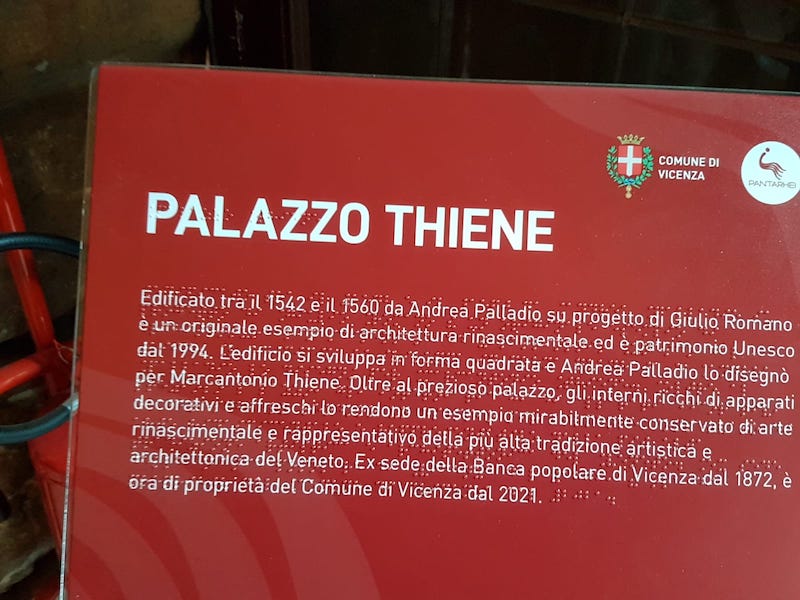 COMUNE DI
VICENZA
PANTARHEI
PALAZZO THIENE
Edificato tra il 1542 e il 1560 da Andrea Palladio su progetto di Giulio Romano
è un originale esempio di architettura rinascimentale ed è patrimonio Unesco
dal 1994. L'edificio si sviluppa in forma quadrata e Andrea Palladio lo disegnò
per Marcantonio Thiene. Oltre al prezioso palazzo, gli interni ricchi di apparati
decorativi e affreschi lo rendono un esempio mirabilmente conservato di arte
rinascimentale e rappresentativo della più alta tradizione artistica e
architettonica del Veneto. Ex sede della Banca popolare di Vicenza dal 1872, è
ora di proprietà del Comune di Vicenza dal 2021.